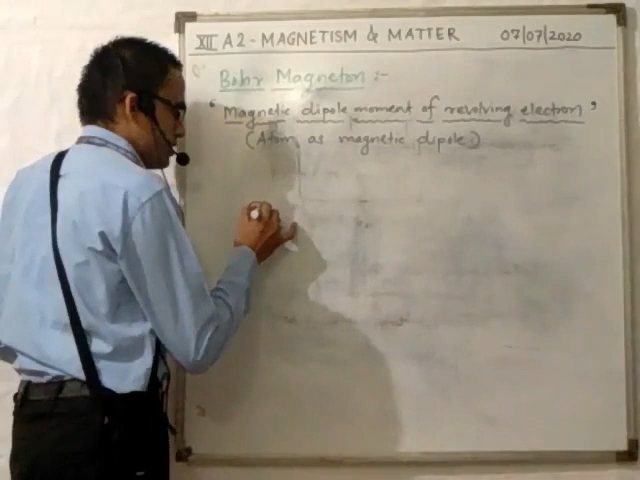 XII A2 - MAGNETISM & MATTER 07/07/2020
Bohr Magneton :-
" Magnetic dipole moment of revolving electron "
(Atom as magnetic dipole)